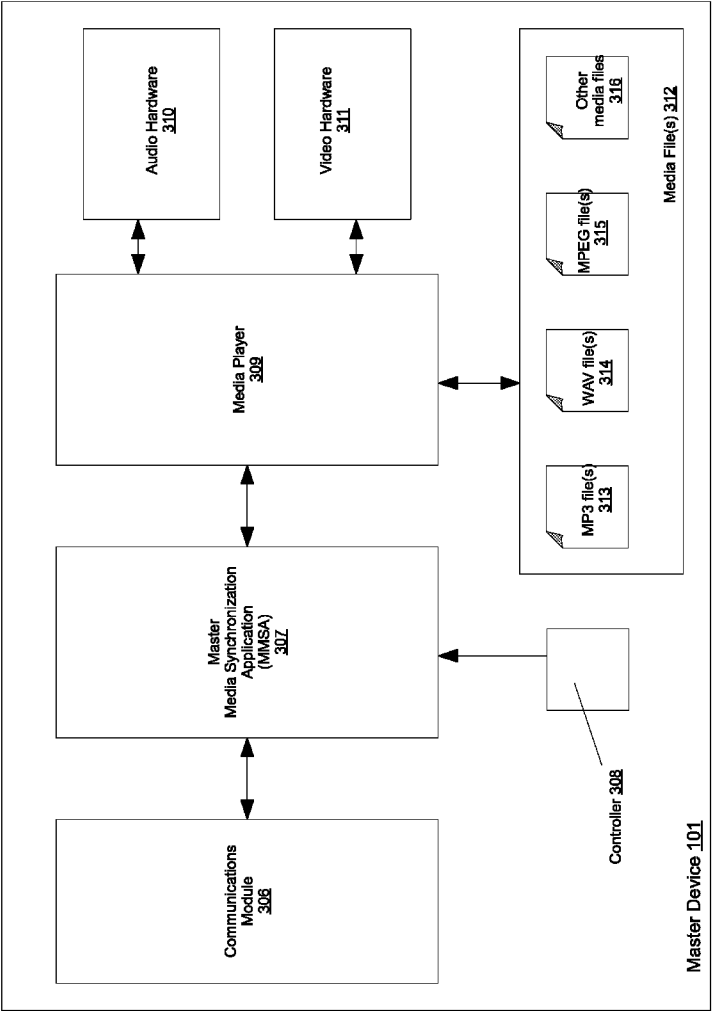 Communications
Module
306
Master
Media Synchronization
Application
(MMSA)
307
Media Player
309
Audio Hardware
310
Video Hardware
311
Controller 308
MP3 file(s)
313
WAV file(s)
314
MPEG file(s)
315
Other
media files
316
Media File(s) 312
Master Device 101